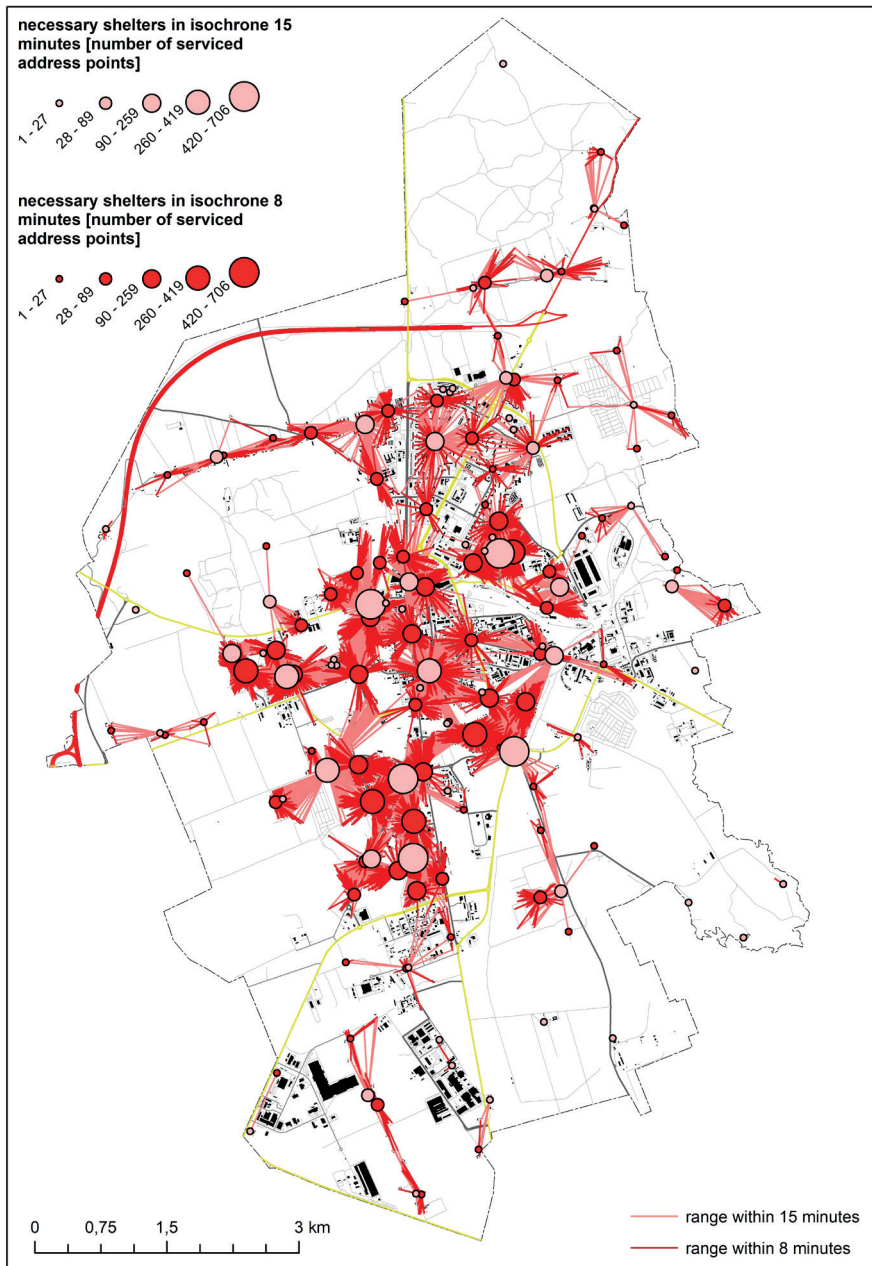 necessary shelters in isochrone 15
minutes [number of serviced
address points]
1 - 27
28 - 89
90 - 259
260 - 419
420 - 706
necessary shelters in isochrone 8
minutes [number of serviced
address points]
1 - 27
28 - 89
90 - 259
260 - 419
420 - 706
0 0,75 1,5 3 km
range within 15 minutes
range within 8 minutes